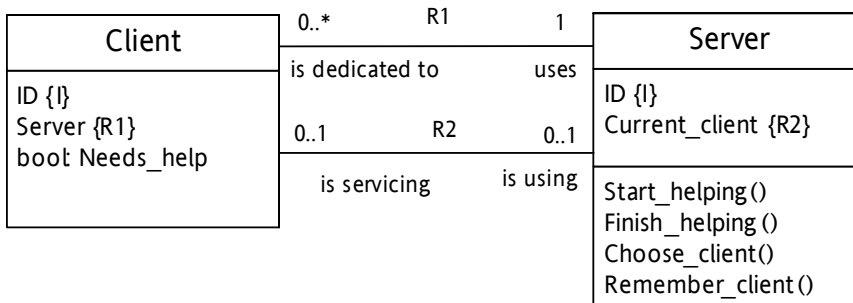 Client
ID {I}
Server {R1}
bool: Needs_help
0..* R1 1
is dedicated to uses
0..1 R2 0..1
is servicing is using
Server
ID {I}
Current_client {R2}
Start_helping()
Finish_helping()
Choose_client()
Remember_client()